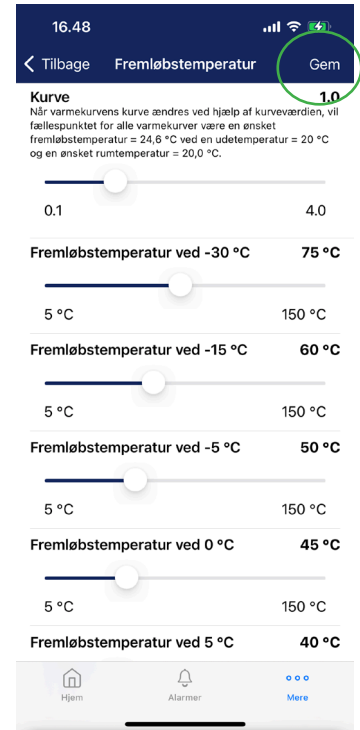 16.48
Tilbage Fremløbstemperatur Gem
Kurve 1.0
Når varmekurvens kurve ændres ved hjælp af kurveværdien, vil
fællespunktet for alle varmekurver være en ønsket
fremløbstemperatur = 24,6 °C ved en udetemperatur = 20 °C
og en ønsket rumtemperatur = 20,0 °C.
0.1 4.0
Fremløbstemperatur ved -30 °C 75 °C
5 °C 150 °C
Fremløbstemperatur ved -15 °C 60 °C
5 °C 150 °C
Fremløbstemperatur ved -5 °C 50 °C
5 °C 150 °C
Fremløbstemperatur ved 0 °C 45 °C
5 °C 150 °C
Fremløbstemperatur ved 5 °C 40 °C
Hjem Alarmer Mere